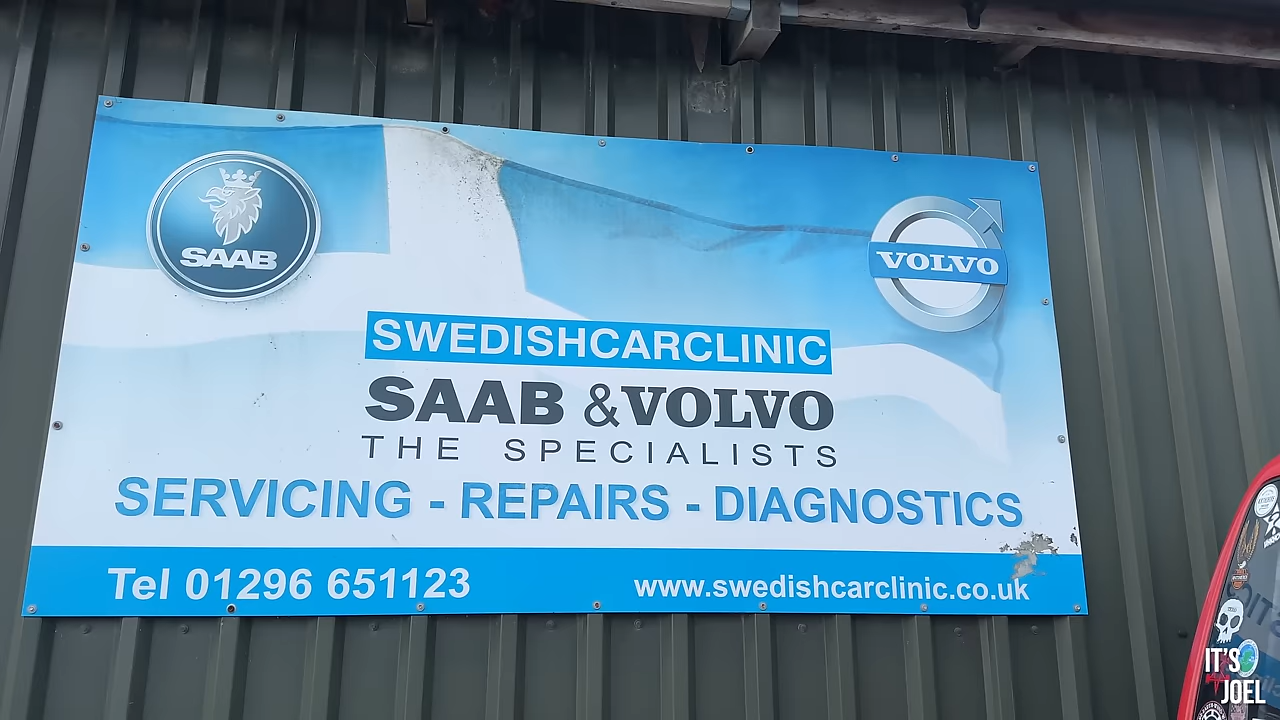 SAAB
VOLVO
SWEDISHCARCLINIC
SAAB & VOLVO
THE SPECIALISTS
SERVICING - REPAIRS - DIAGNOSTICS
Tel 01296 651123
www.swedishcarclinic.co.uk
IT'S
JOEL